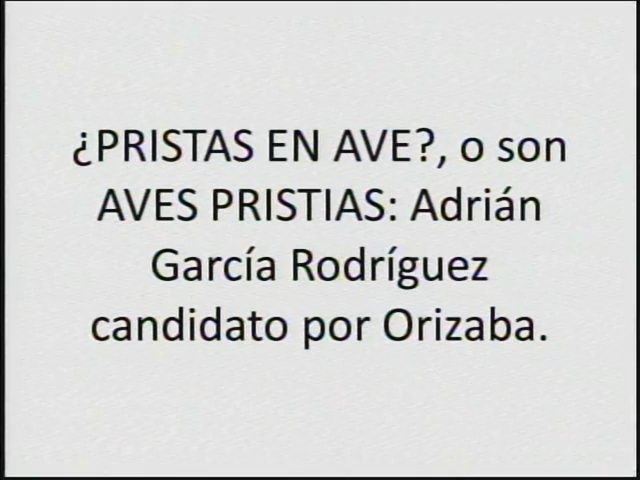 ¿PRISTAS EN AVE?, o son
AVES PRISTIAS: Adrián
García Rodríguez
candidato por Orizaba.